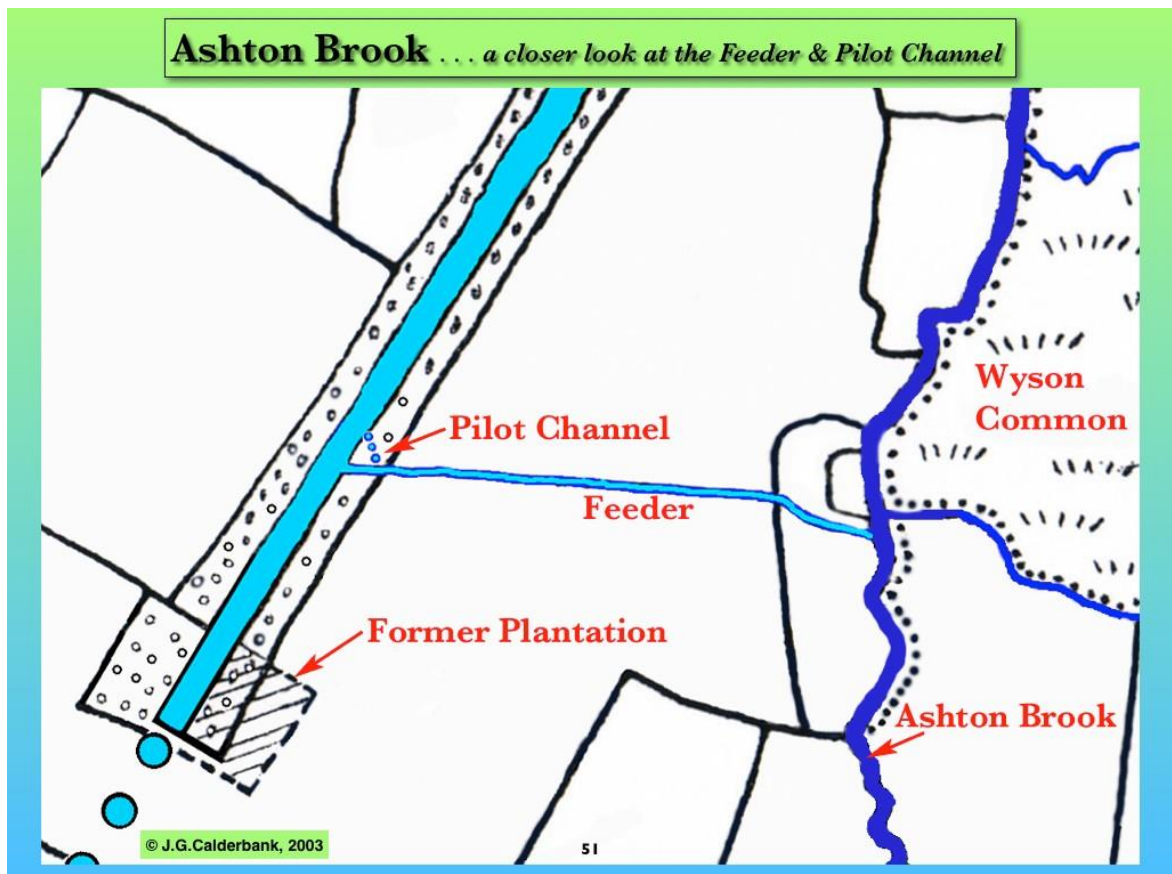 Ashton Brook . . . a closer look at the Feeder & Pilot Channel
Wyson
Common
Pilot Channel
Feeder
Former Plantation
Ashton Brook
© J.G.Calderbank, 2003
51